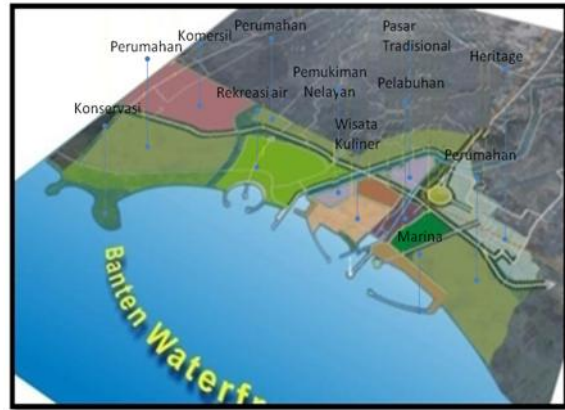 Perumahan
Komersil
Perumahan
Pasar
Tradisional
Heritage
Konservasi
Rekreasi air
Pemukiman
Nelayan
Pelabuhan
Wisata
Kuliner
Perumahan
Marina
Banten Waterfr